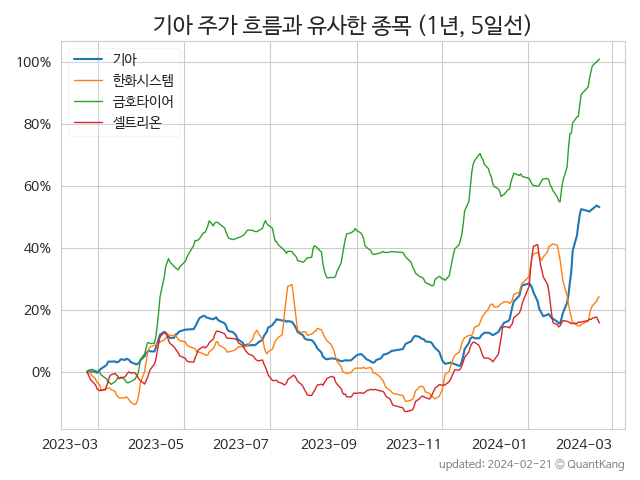 기아 주가 흐름과 유사한 종목 (1년, 5일선)
기아
한화시스템
금호타이어
셀트리온
100%
80%
60%
40%
20%
0%
2023-03 2023-05 2023-07 2023-09 2023-11 2024-01 2024-03
updated: 2024-02-21 © QuantKang